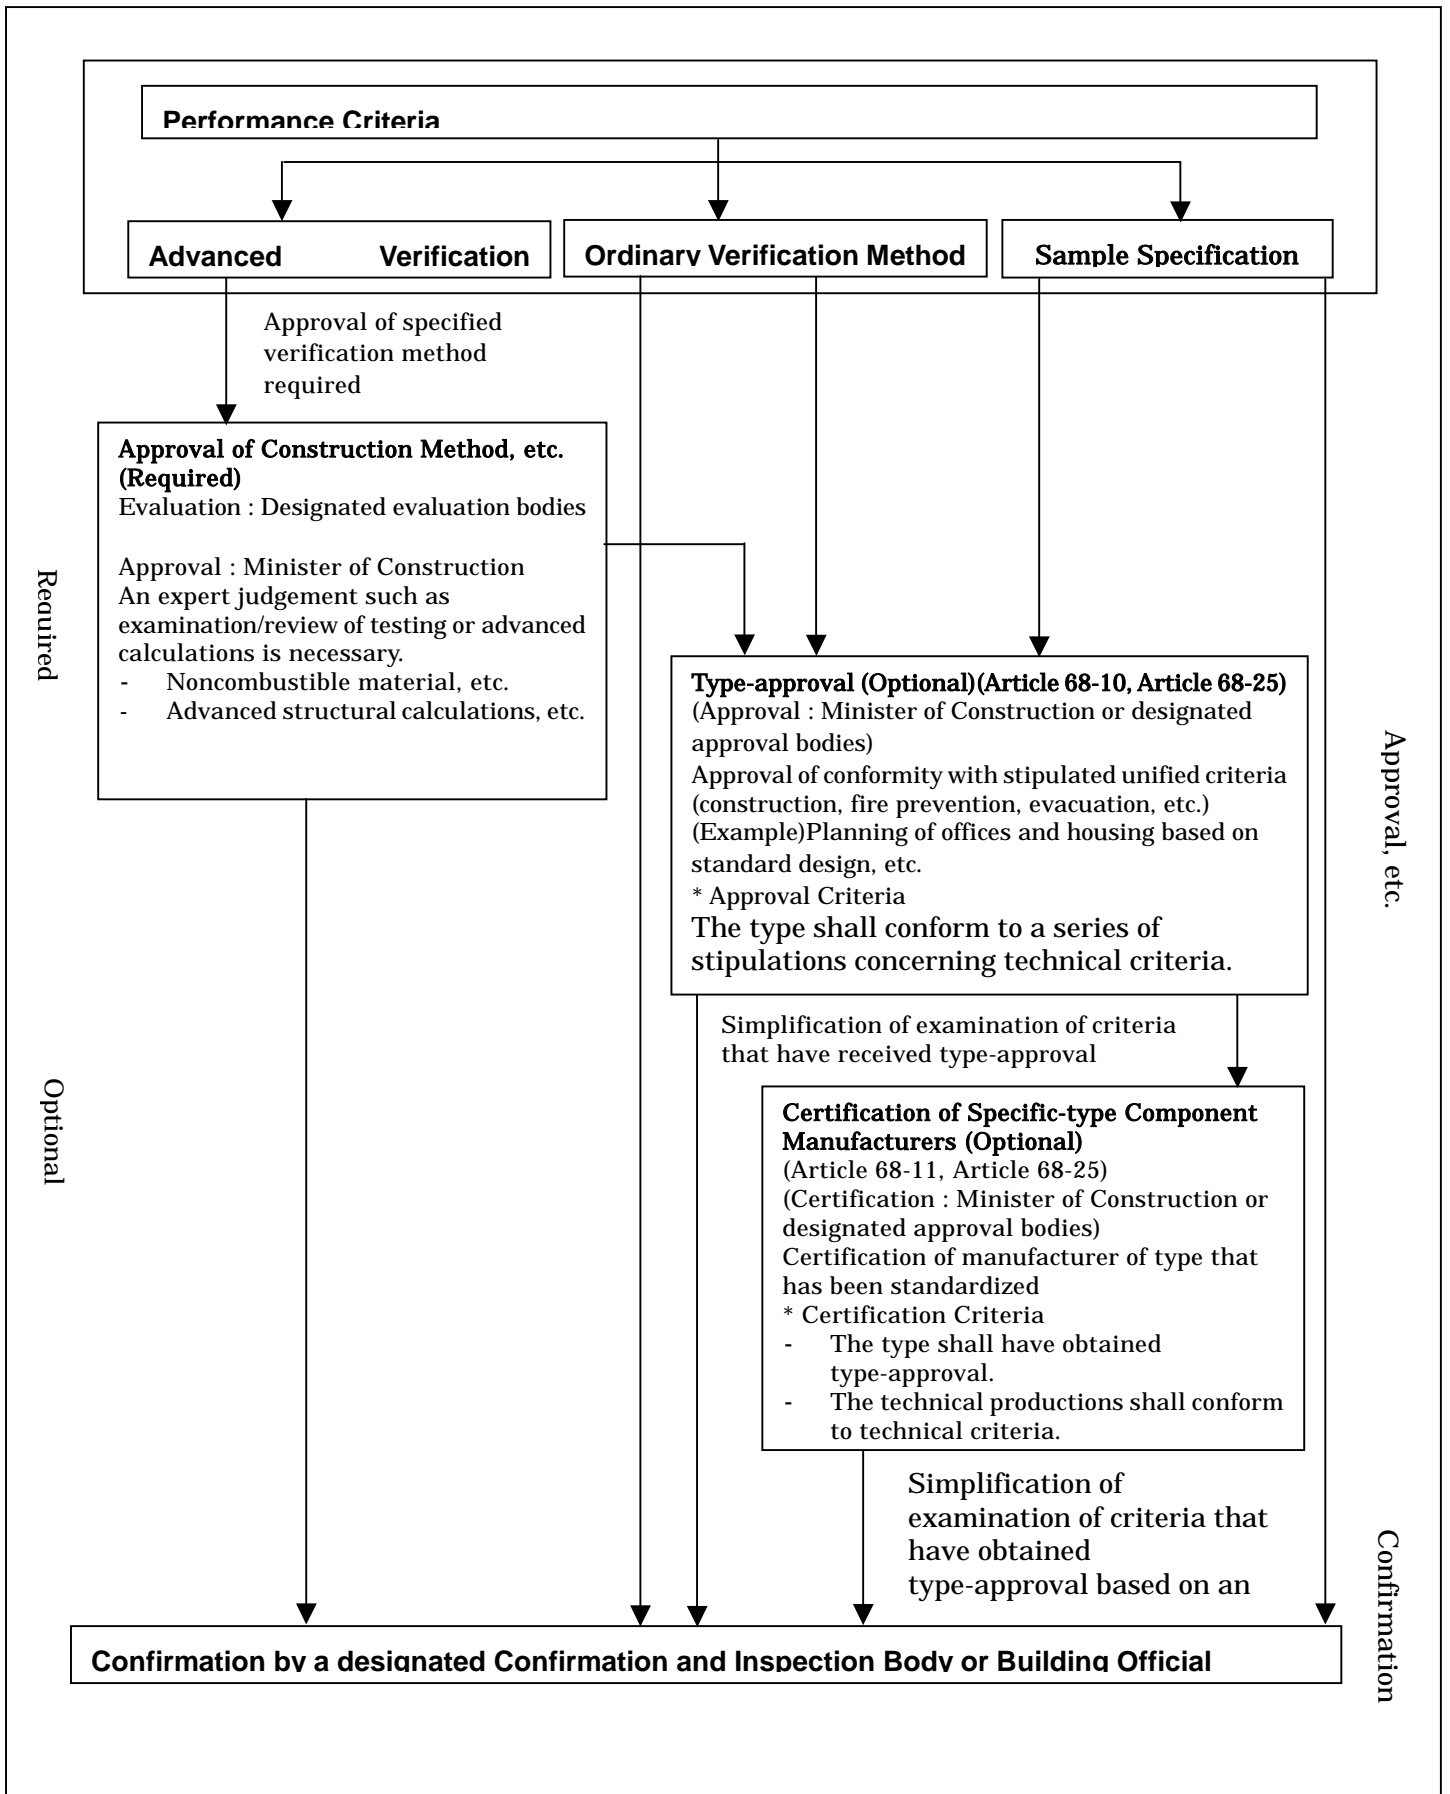 Performance Criteria
Advanced Verification
Ordinary Verification Method
Sample Specification
Approval of specified
verification method
required
Approval of Construction Method, etc.
(Required)
Evaluation : Designated evaluation bodies
Approval : Minister of Construction
An expert judgement such as
examination/review of testing or advanced
calculations is necessary.
- Noncombustible material, etc.
- Advanced structural calculations, etc.
Required
Type-approval (Optional)(Article 68-10, Article 68-25)
(Approval : Minister of Construction or designated
approval bodies)
Approval of conformity with stipulated unified criteria
(construction, fire prevention, evacuation, etc.)
(Example)Planning of offices and housing based on
standard design, etc.
* Approval Criteria
The type shall conform to a series of
stipulations concerning technical criteria.
Approval, etc.
Simplification of examination of criteria
that have received type-approval
Optional
Certification of Specific-type Component
Manufacturers (Optional)
(Article 68-11, Article 68-25)
(Certification : Minister of Construction or
designated approval bodies)
Certification of manufacturer of type that
has been standardized
* Certification Criteria
- The type shall have obtained
type-approval.
- The technical productions shall conform
to technical criteria.
Simplification of
examination of criteria that
have obtained
type-approval based on an
Confirmation
Confirmation by a designated Confirmation and Inspection Body or Building Official